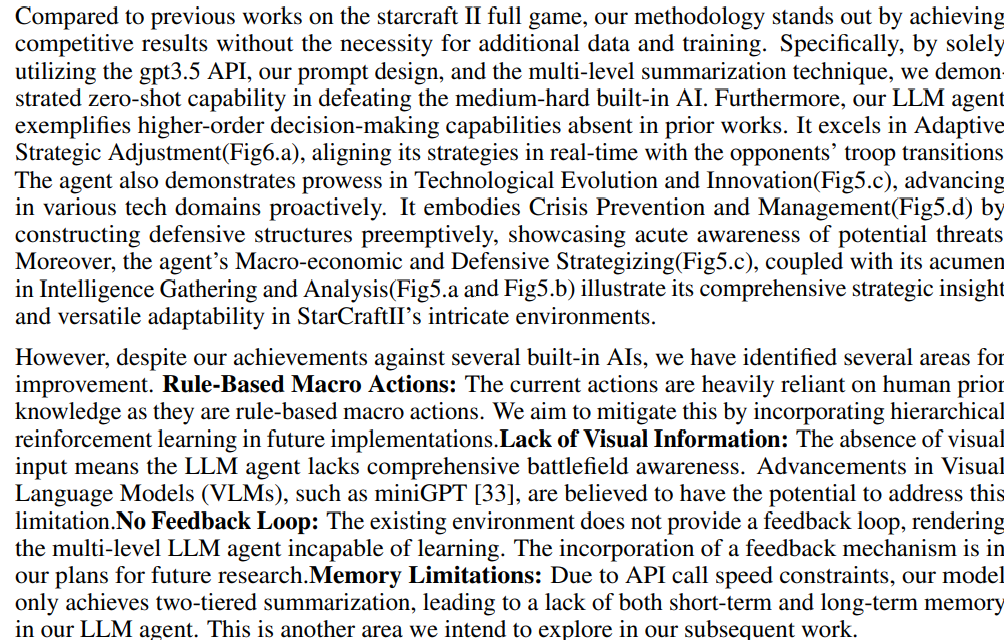 Compared to previous works on the starcraft II full game, our methodology stands out by achieving
competitive results without the necessity for additional data and training. Specifically, by solely
utilizing the gpt3.5 API, our prompt design, and the multi-level summarization technique, we demon-
strated zero-shot capability in defeating the medium-hard built-in AI. Furthermore, our LLM agent
exemplifies higher-order decision-making capabilities absent in prior works. It excels in Adaptive
Strategic Adjustment(Fig6.a), aligning its strategies in real-time with the opponents' troop transitions
The agent also demonstrates prowess in Technological Evolution and Innovation(Fig5.c), advancing
in various tech domains proactively. It embodies Crisis Prevention and Management(Fig5.d) by
constructing defensive structures preemptively, showcasing acute awareness of potential threats
Moreover, the agent's Macro-economic and Defensive Strategizing(Fig5.c), coupled with its acumen
in Intelligence Gathering and Analysis(Fig5.a and Fig5.b) illustrate its comprehensive strategic insight
and versatile adaptability in StarCraftII's intricate environments.
However, despite our achievements against several built-in AIs, we have identified several areas for
improvement. Rule-Based Macro Actions: The current actions are heavily reliant on human prior
knowledge as they are rule-based macro actions. We aim to mitigate this by incorporating hierarchical
reinforcement learning in future implementations.Lack of Visual Information: The absence of visual
input means the LLM agent lacks comprehensive battlefield awareness. Advancements in Visual
Language Models (VLMs), such as miniGPT [33], are believed to have the potential to address this
limitation.No Feedback Loop: The existing environment does not provide a feedback loop, rendering
the multi-level LLM agent incapable of learning. The incorporation of a feedback mechanism is in
our plans for future research.Memory Limitations: Due to API call speed constraints, our model
only achieves two-tiered summarization, leading to a lack of both short-term and long-term memory
in our LLM agent. This is another area we intend to explore in our subsequent work.